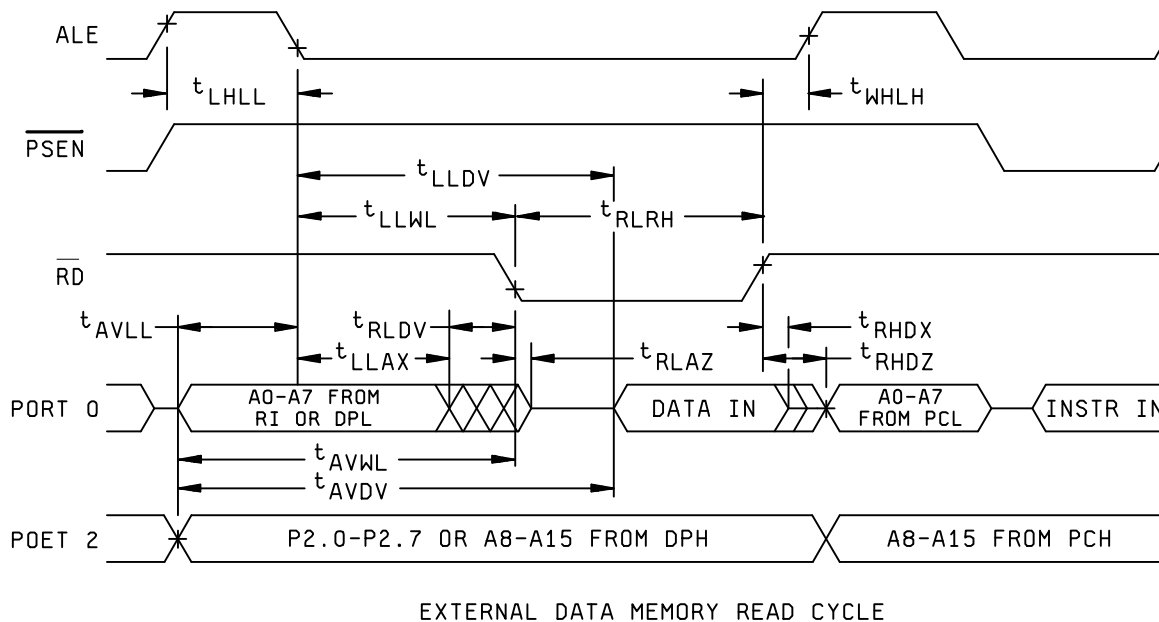 ALE
tLHLL
tWHLH
PSEN
tLLDV
tLLWL
tRLRH
RD
tAVLL
tRLDV
tRHDX
tLLAX
tRLAZ
tRHDZ
PORT 0
A0-A7 FROM
RI OR DPL
DATA IN
A0-A7
FROM PCL
INSTR IN
tAVWL
tAVDV
POET 2
P2.0-P2.7 OR A8-A15 FROM DPH
A8-A15 FROM PCH
EXTERNAL DATA MEMORY READ CYCLE